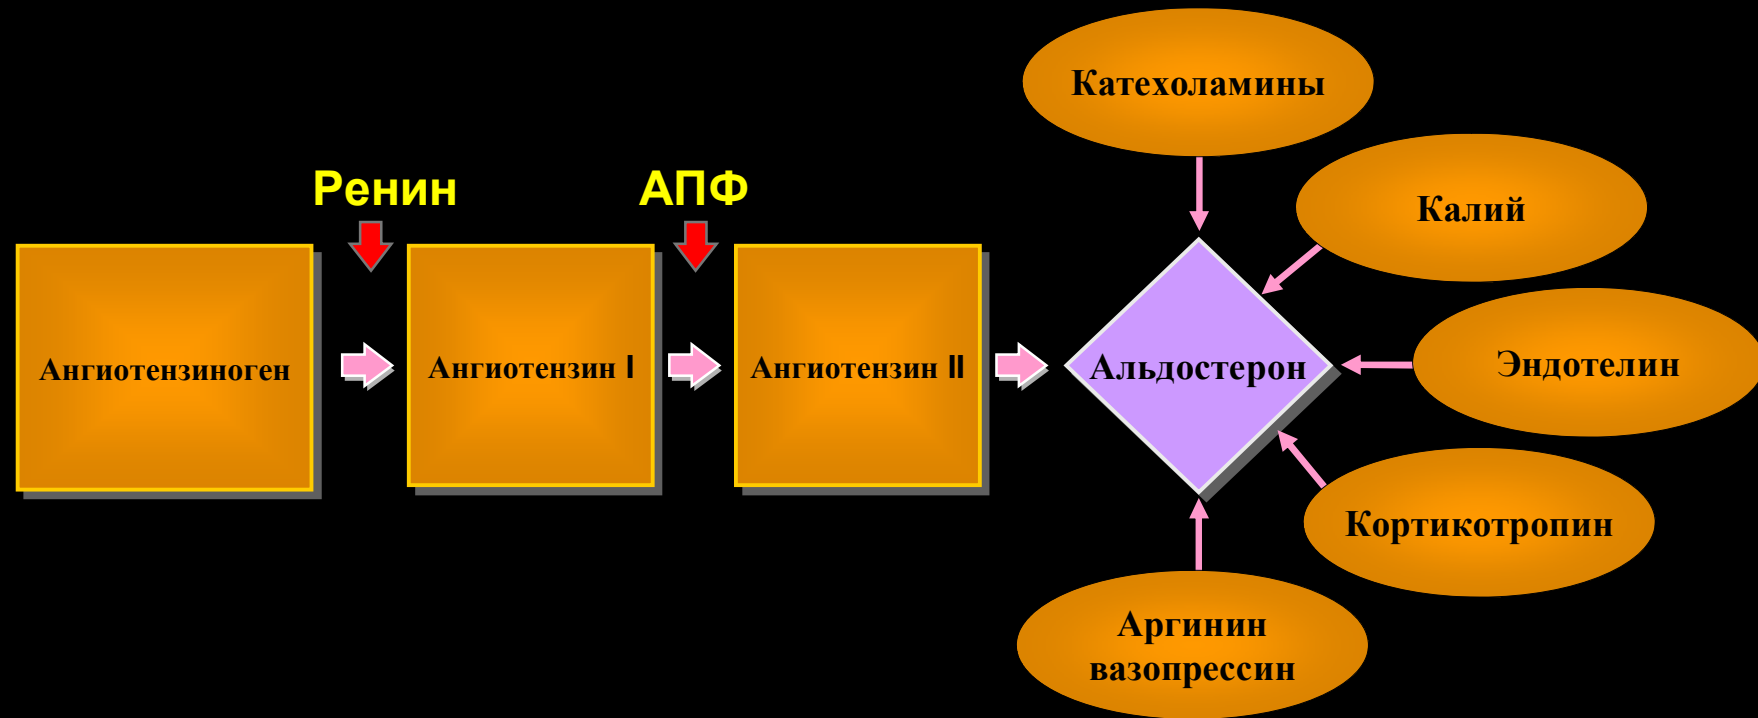 Катехоламины
Ренин
АПФ
Калий
Ангиотензиноген
Ангиотензин I
Ангиотензин II
Альдостерон
Эндотелин
Кортикотропин
Аргинин
вазопрессин